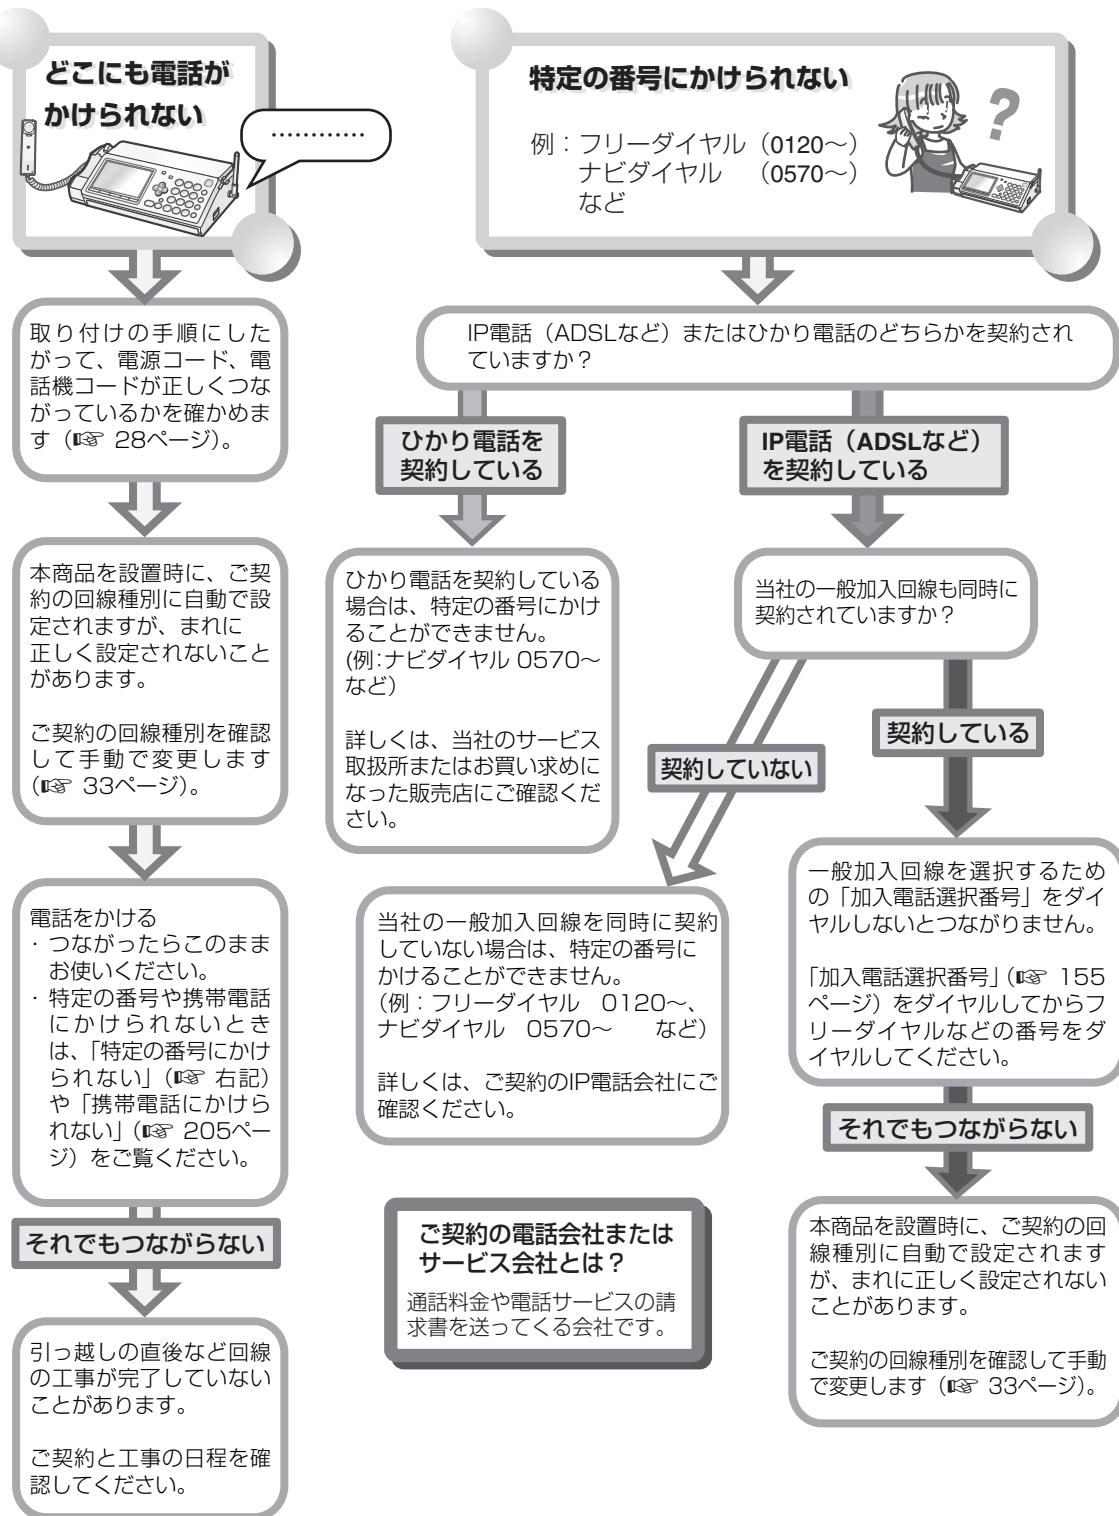 どこにも電話が
かけられない
…………
取り付けの手順にした
がって、電源コード、電
話機コードが正しくつな
がっているかを確かめま
す（☞ 28ページ）。
本商品を設置時に、ご契
約の回線種別に自動で設
定されますが、まれに
正しく設定されないこと
があります。
ご契約の回線種別を確認
して手動で変更します
（☞ 33ページ）。
電話をかける
・つながったらこのまま
お使いください。
・特定の番号や携帯電話
にかけられないとき
は、「特定の番号にかけ
られない」（☞ 右記）
や「携帯電話にかけら
れない」（☞ 205ペー
ジ）をご覧ください。
それでもつながらない
引っ越しの直後など回線
の工事が完了していない
ことがあります。
ご契約と工事の日程を確
認してください。
特定の番号にかけられない
?
例：フリーダイヤル（0120～）
ナビダイヤル　（0570～）
など
IP電話（ADSLなど）またはひかり電話のどちらかを契約され
ていますか？
ひかり電話を
契約している
ひかり電話を契約している
場合は、特定の番号にかけ
ることができません。
(例:ナビダイヤル 0570～
など）
詳しくは、当社のサービス
取扱所またはお買い求めに
なった販売店にご確認くだ
さい。
IP電話（ADSLなど）
を契約している
当社の一般加入回線も同時に
契約されていますか？
契約していない
当社の一般加入回線を同時に契約
していない場合は、特定の番号に
かけることができません。
（例：フリーダイヤル　0120～、
ナビダイヤル　0570～　　など）
詳しくは、ご契約のIP電話会社にご
確認ください。
契約している
一般加入回線を選択するため
の「加入電話選択番号」をダイ
ヤルしないとつながりません。
「加入電話選択番号」（☞ 155
ページ）をダイヤルしてからフ
リーダイヤルなどの番号をダ
イヤルしてください。
それでもつながらない
本商品を設置時に、ご契約の回
線種別に自動で設定されます
が、まれに正しく設定されない
ことがあります。
ご契約の回線種別を確認して手動
で変更します（☞ 33ページ）。
ご契約の電話会社または
サービス会社とは？
通話料金や電話サービスの請
求書を送ってくる会社です。